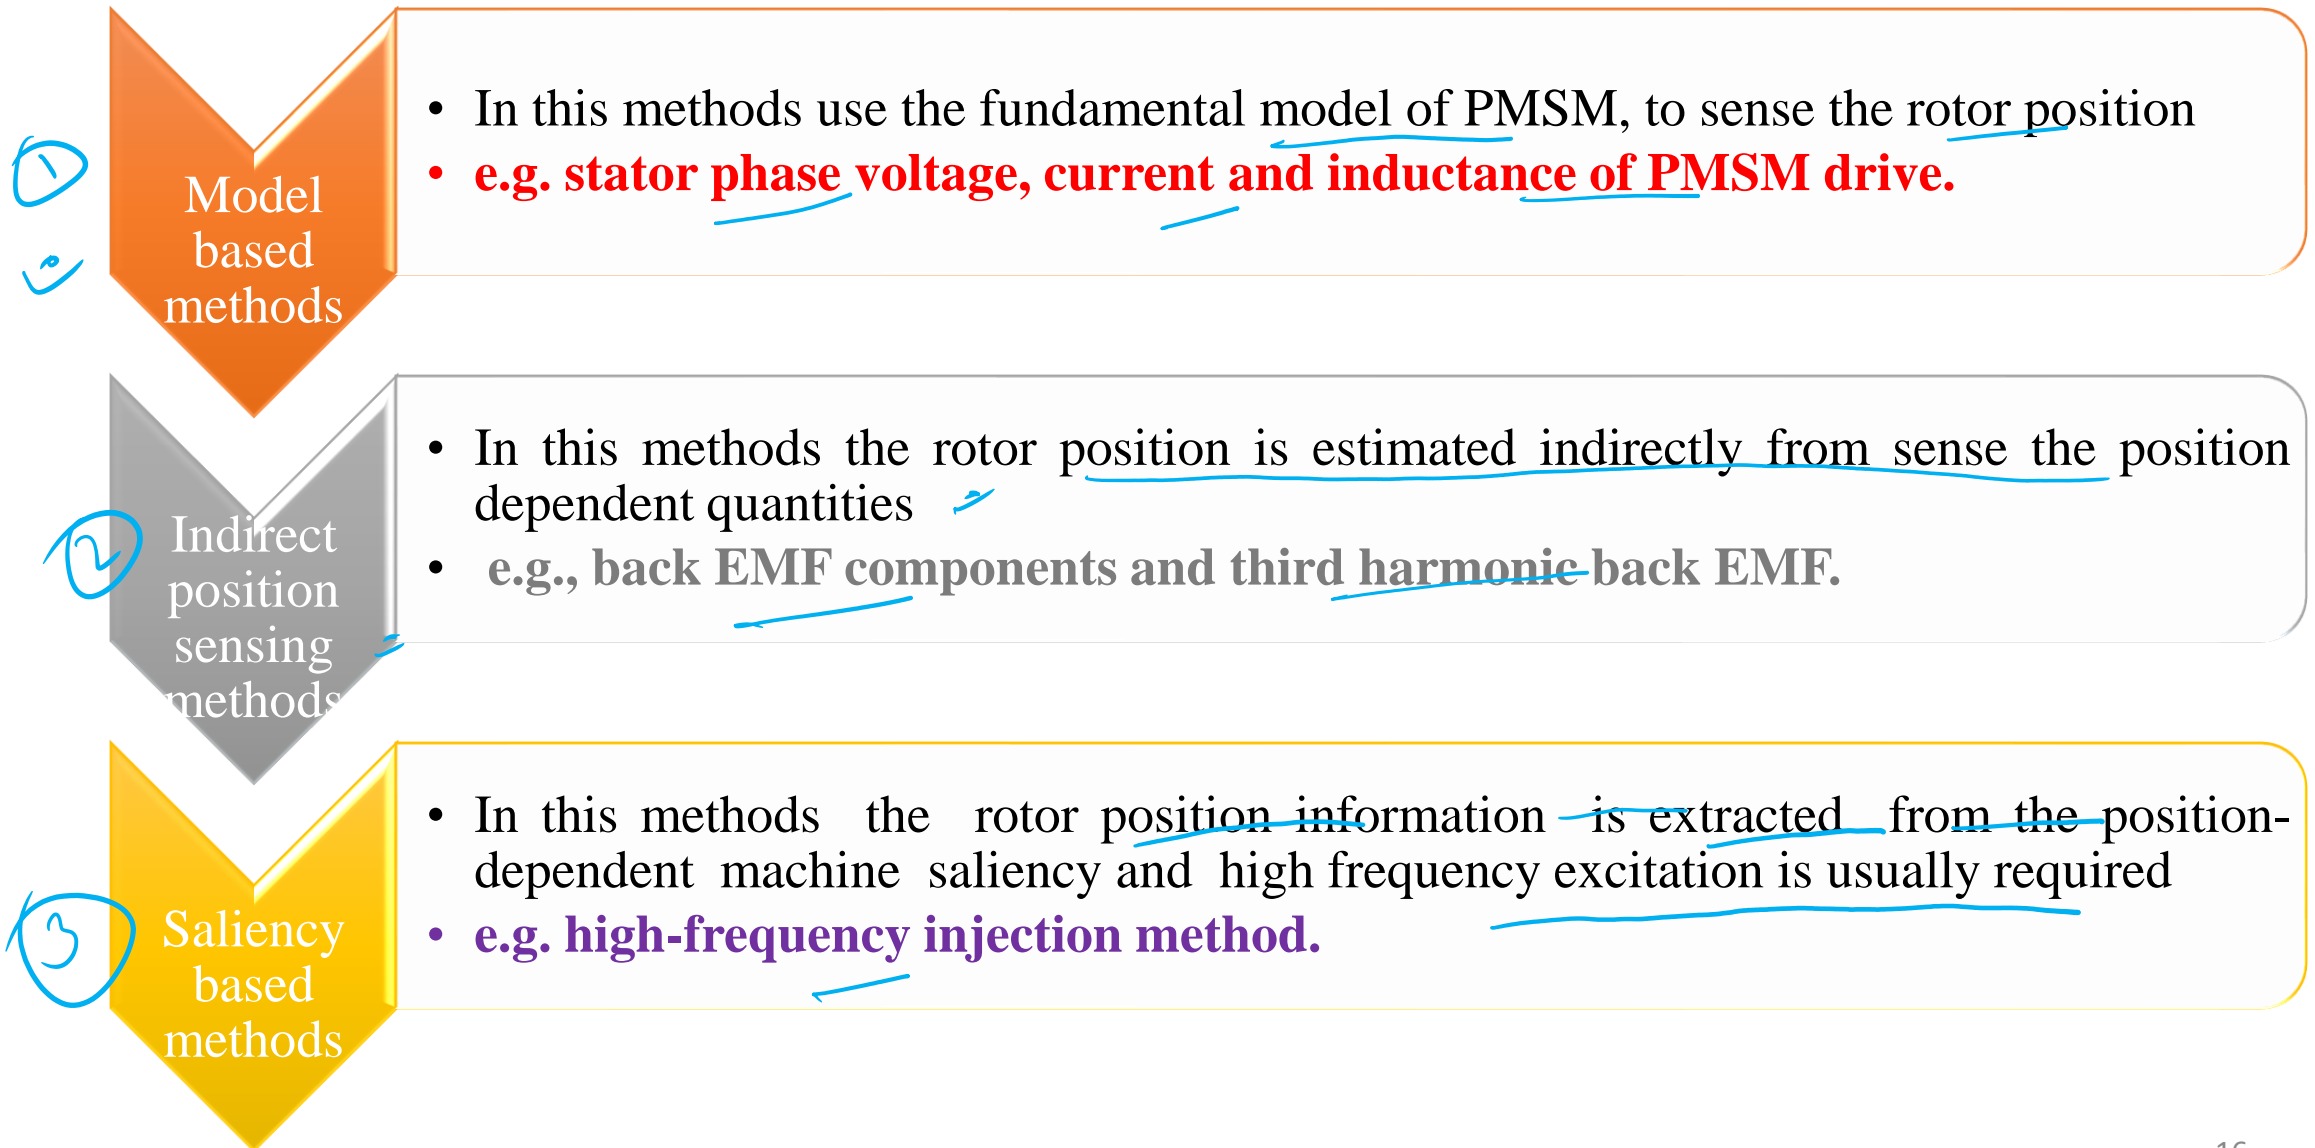 1
Model
based
methods
• In this methods use the fundamental model of PMSM, to sense the rotor position
• e.g. stator phase voltage, current and inductance of PMSM drive.
2
Indirect
position
sensing
methods
• In this methods the rotor position is estimated indirectly from sense the position
dependent quantities
• e.g., back EMF components and third harmonic back EMF.
3
Saliency
based
methods
• In this methods the rotor position information is extracted from the position-
dependent machine saliency and high frequency excitation is usually required
• e.g. high-frequency injection method.
16